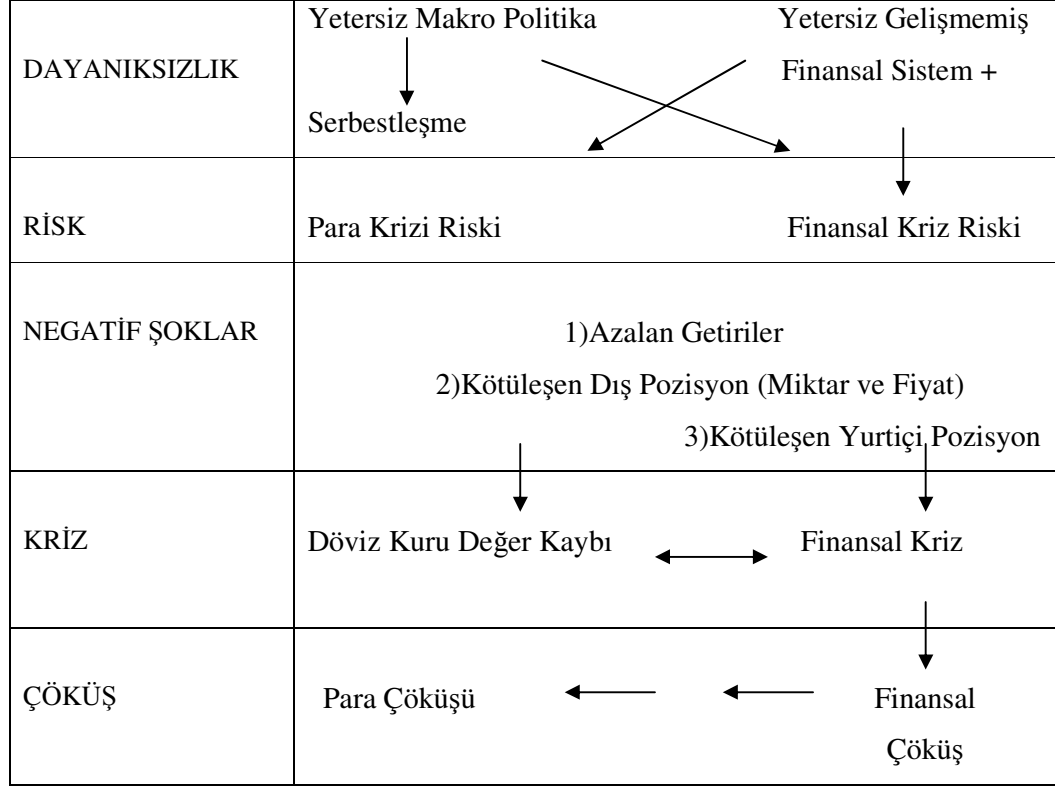 DAYANIKSIZLIK
Yetersiz Makro Politika
Serbestleşme
Yetersiz Gelişmemiş
Finansal Sistem +
RİSK
Para Krizi Riski
Finansal Kriz Riski
NEGATİF ŞOKLAR
1)Azalan Getiriler
2)Kötüleşen Dış Pozisyon (Miktar ve Fiyat)
3)Kötüleşen Yurtiçi Pozisyon
KRİZ
Döviz Kuru Değer Kaybı
Finansal Kriz
ÇÖKÜŞ
Para Çöküşü
Finansal
Çöküş